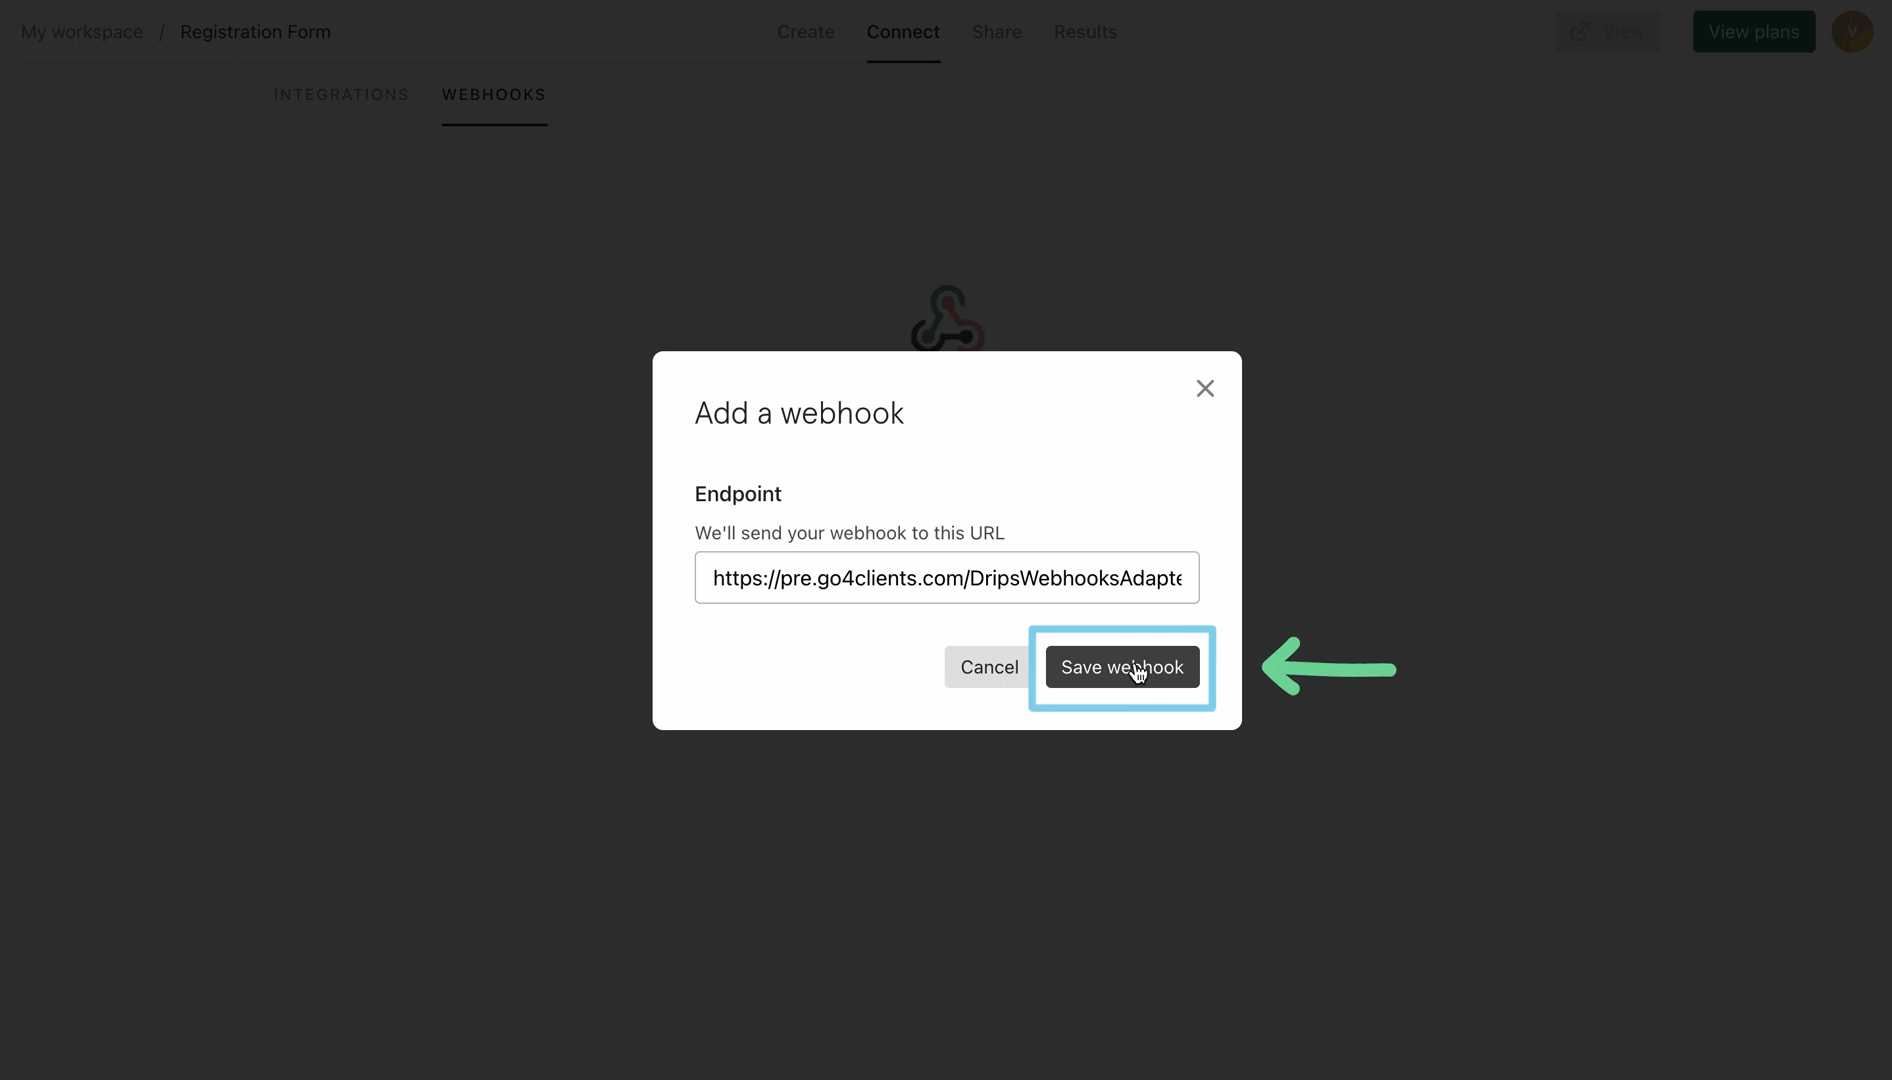 My workspace / Registration Form
Create Connect Share Results
View
View plans
V
INTEGRATIONS WEBHOOKS
Add a webhook
Endpoint
We'll send your webhook to this URL
https://pre.go4clients.com/DripsWebhooksAdapte
Cancel
Save webhook